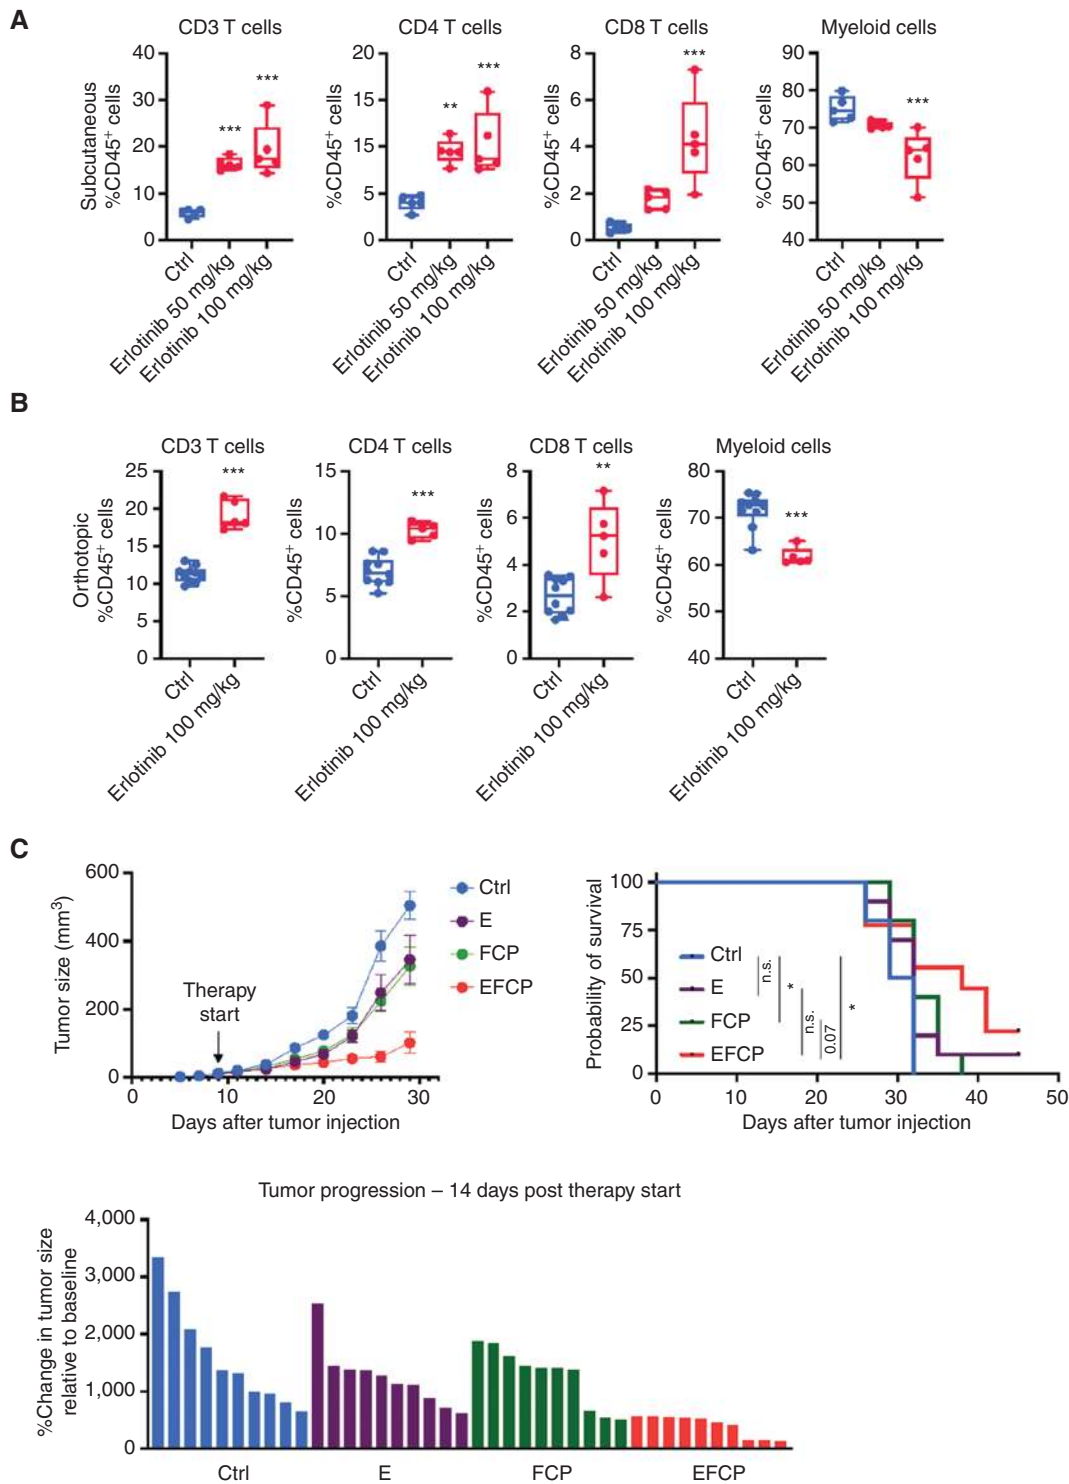 A
CD3 T cells
CD4 T cells
CD8 T cells
Myeloid cells
Subcutaneous
%CD45+ cells
40
30
20
10
0
***
***
Ctrl
Erlotinib 50 mg/kg
Erlotinib 100 mg/kg
%CD45+ cells
20
15
15
5
0
**
***
Ctrl
Erlotinib 50 mg/kg
Erlotinib 100 mg/kg
%CD45+ cells
8
6
4
2
0
***
Ctrl
Erlotinib 50 mg/kg
Erlotinib 100 mg/kg
%CD45+ cells
90
80
70
60
50
40
***
Ctrl
Erlotinib 50 mg/kg
Erlotinib 100 mg/kg
B
CD3 T cells
CD4 T cells
CD8 T cells
Myeloid cells
Orthotopic
%CD45+ cells
25
20
15
10
5
0
***
Ctrl
Erlotinib 100 mg/kg
%CD45+ cells
15
10
5
0
***
Ctrl
Erlotinib 100 mg/kg
%CD45+ cells
8
6
4
2
0
**
Ctrl
Erlotinib 100 mg/kg
%CD45+ cells
80
70
60
50
40
***
Ctrl
Erlotinib 100 mg/kg
C
Tumor size (mm3)
600
400
200
0
Therapy
start
0 10 20 30
Days after tumor injection
Ctrl
E
FCP
EFCP
Probability of survival
100
75
50
25
0
Ctrl
E
FCP
EFCP
n.s.
*
n.s.
0.07
*
0 10 20 30 40 50
Days after tumor injection
Tumor progression – 14 days post therapy start
%Change in tumor size
relative to baseline
4,000
3,000
2,000
1,000
0
Ctrl E FCP EFCP